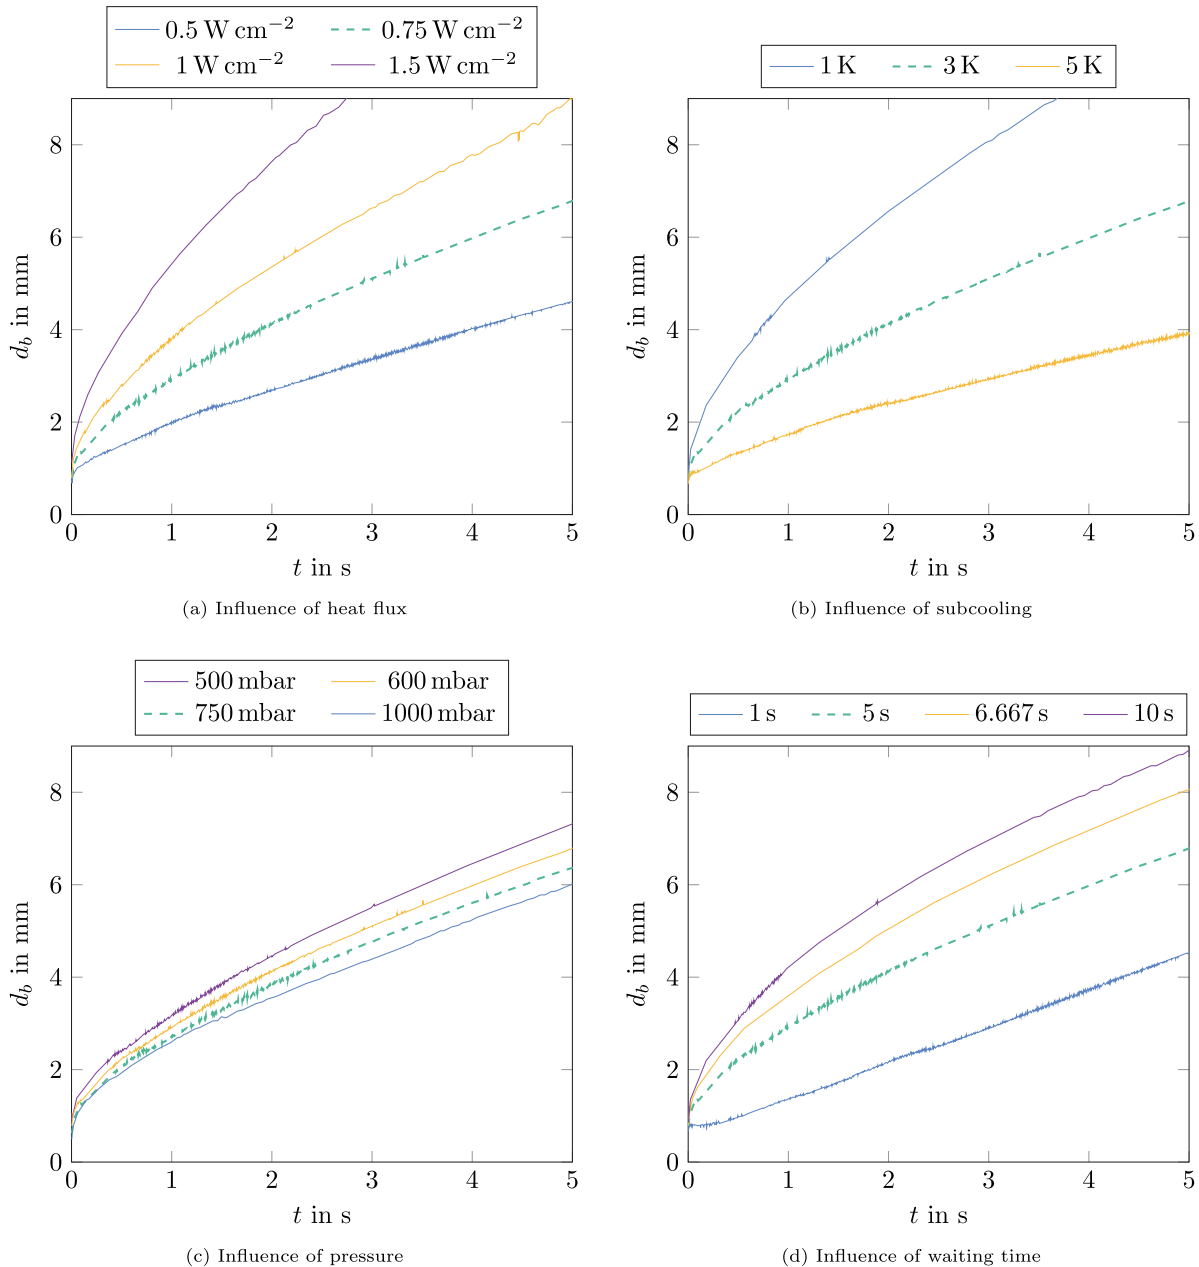 0.5 W cm⁻² 0.75 W cm⁻²
1 W cm⁻² 1.5 W cm⁻²
8
6
4
2
0
0 1 2 3 4 5
d_b in mm
t in s
(a) Influence of heat flux
1 K 3 K 5 K
8
6
4
2
0
0 1 2 3 4 5
d_b in mm
t in s
(b) Influence of subcooling
500 mbar 600 mbar
750 mbar 1000 mbar
8
6
4
2
0
0 1 2 3 4 5
d_b in mm
t in s
(c) Influence of pressure
1 s 5 s 6.667 s 10 s
8
6
4
2
0
0 1 2 3 4 5
d_b in mm
t in s
(d) Influence of waiting time